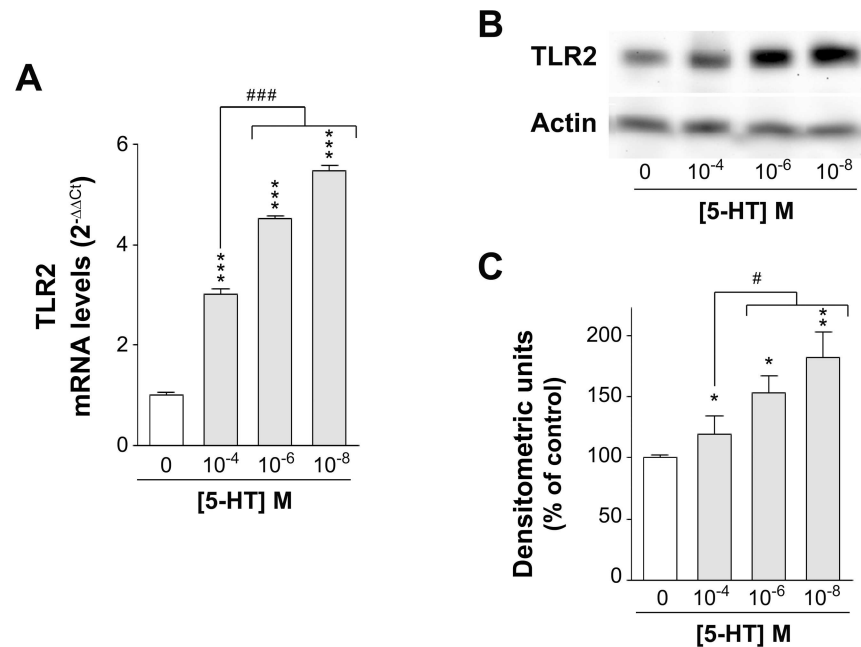 A
###
***
***
***
6
4
2
0
TLR2
mRNA levels (2^-ΔΔCt)
0 10^-4 10^-6 10^-8
[5-HT] M
B
TLR2
Actin
0 10^-4 10^-6 10^-8
[5-HT] M
C
#
**
*
*
200
150
100
50
0
Densitometric units
(% of control)
0 10^-4 10^-6 10^-8
[5-HT] M